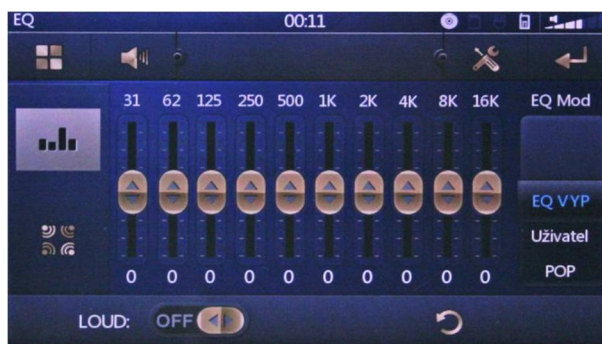 EQ 00:11
31 62 125 250 500 1K 2K 4K 8K 16K EQ Mod
EQ VYP
Uživatel
0 0 0 0 0 0 0 0 0 0 POP
LOUD: OFF